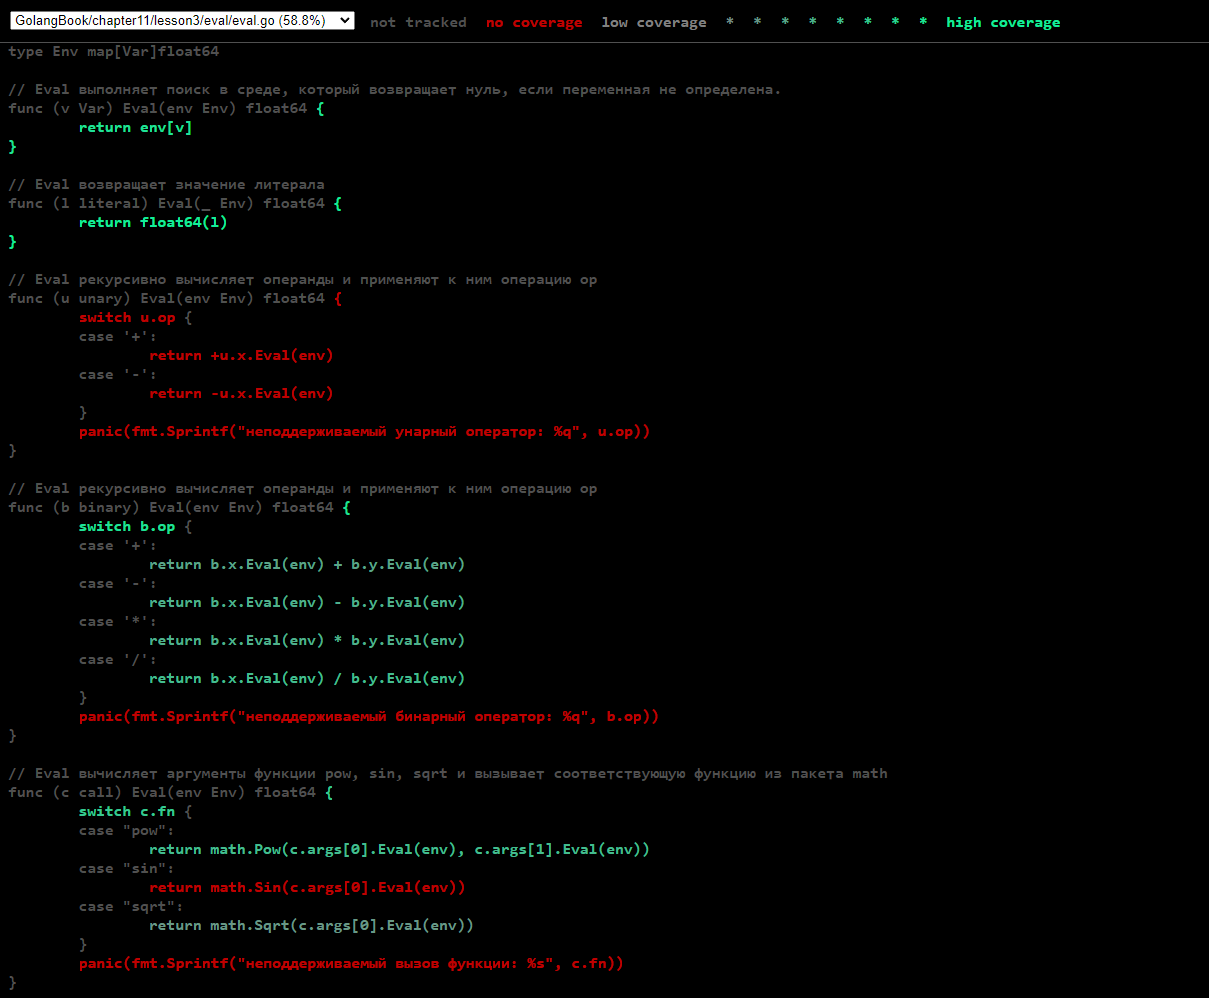 GolangBook/chapter11/lesson3/eval/eval.go (58.8%) not tracked no coverage low coverage * * * * * * * * high coverage
type Env map[Var]float64
// Eval выполняет поиск в среде, который возвращает нуль, если переменная не определена.
func (v Var) Eval(env Env) float64 {
return env[v]
}
// Eval возвращает значение литерала
func (l literal) Eval(_ Env) float64 {
return float64(l)
}
// Eval рекурсивно вычисляет операнды и применяют к ним операцию op
func (u unary) Eval(env Env) float64 {
switch u.op {
case '+':
return +u.x.Eval(env)
case '-':
return -u.x.Eval(env)
}
panic(fmt.Sprintf("неподдерживаемый унарный оператор: %q", u.op))
}
// Eval рекурсивно вычисляет операнды и применяют к ним операцию op
func (b binary) Eval(env Env) float64 {
switch b.op {
case '+':
return b.x.Eval(env) + b.y.Eval(env)
case '-':
return b.x.Eval(env) - b.y.Eval(env)
case '*':
return b.x.Eval(env) * b.y.Eval(env)
case '/':
return b.x.Eval(env) / b.y.Eval(env)
}
panic(fmt.Sprintf("неподдерживаемый бинарный оператор: %q", b.op))
}
// Eval вычисляет аргументы функции pow, sin, sqrt и вызывает соответствующую функцию из пакета math
func (c call) Eval(env Env) float64 {
switch c.fn {
case "pow":
return math.Pow(c.args[0].Eval(env), c.args[1].Eval(env))
case "sin":
return math.Sin(c.args[0].Eval(env))
case "sqrt":
return math.Sqrt(c.args[0].Eval(env))
}
panic(fmt.Sprintf("неподдерживаемый вызов функции: %s", c.fn))
}